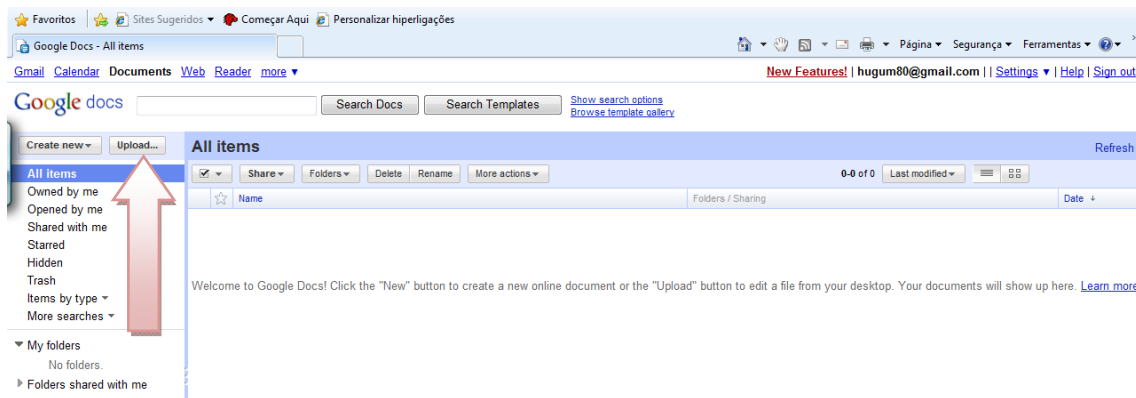 Favoritos Sites Sugeridos Começar Aqui Personalizar hiperligações
Google Docs - All items Página Segurança Ferramentas
Gmail Calendar Documents Web Reader more New Features! | hugum80@gmail.com | | Settings | Help | Sign out
Google docs Search Docs Search Templates Show search options
Browse template gallery
Create new Upload... All items Refresh
All items Share Folders Delete Rename More actions 0-0 of 0 Last modified
Owned by me Name Folders / Sharing Date
Opened by me
Shared with me
Starred
Hidden
Trash
Welcome to Google Docs! Click the "New" button to create a new online document or the "Upload" button to edit a file from your desktop. Your documents will show up here. Learn more
Items by type
More searches
My folders
No folders.
Folders shared with me